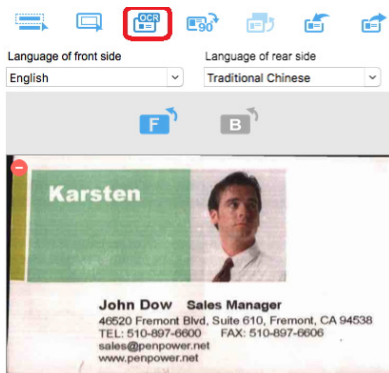 OCR
90°
Language of front side
Language of rear side
English
Traditional Chinese
F
B
Karsten
John Dow Sales Manager
46520 Fremont Blvd, Suite 610, Fremont, CA 94538
TEL: 510-897-6600 FAX: 510-897-6606
sales@penpower.net
www.penpower.net